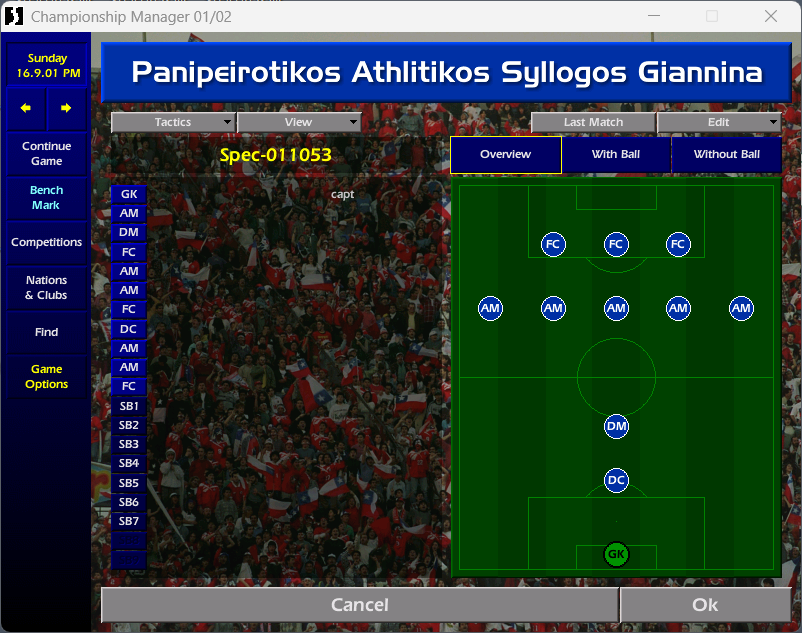 Championship Manager 01/02
Sunday
16.9.01 PM
Continue
Game
Bench
Mark
Competitions
Nations
& Clubs
Find
Game
Options
Panipeirotikos Athlitikos Syllogos Giannina
Tactics
View
Last Match
Edit
Spec-011053
Overview
With Ball
Without Ball
GK
capt
AM
DM
FC
AM
AM
FC
DC
AM
AM
FC
SB1
SB2
SB3
SB4
SB5
SB6
SB7
FC FC FC
AM AM AM AM AM
DM
DC
GK
Cancel
Ok